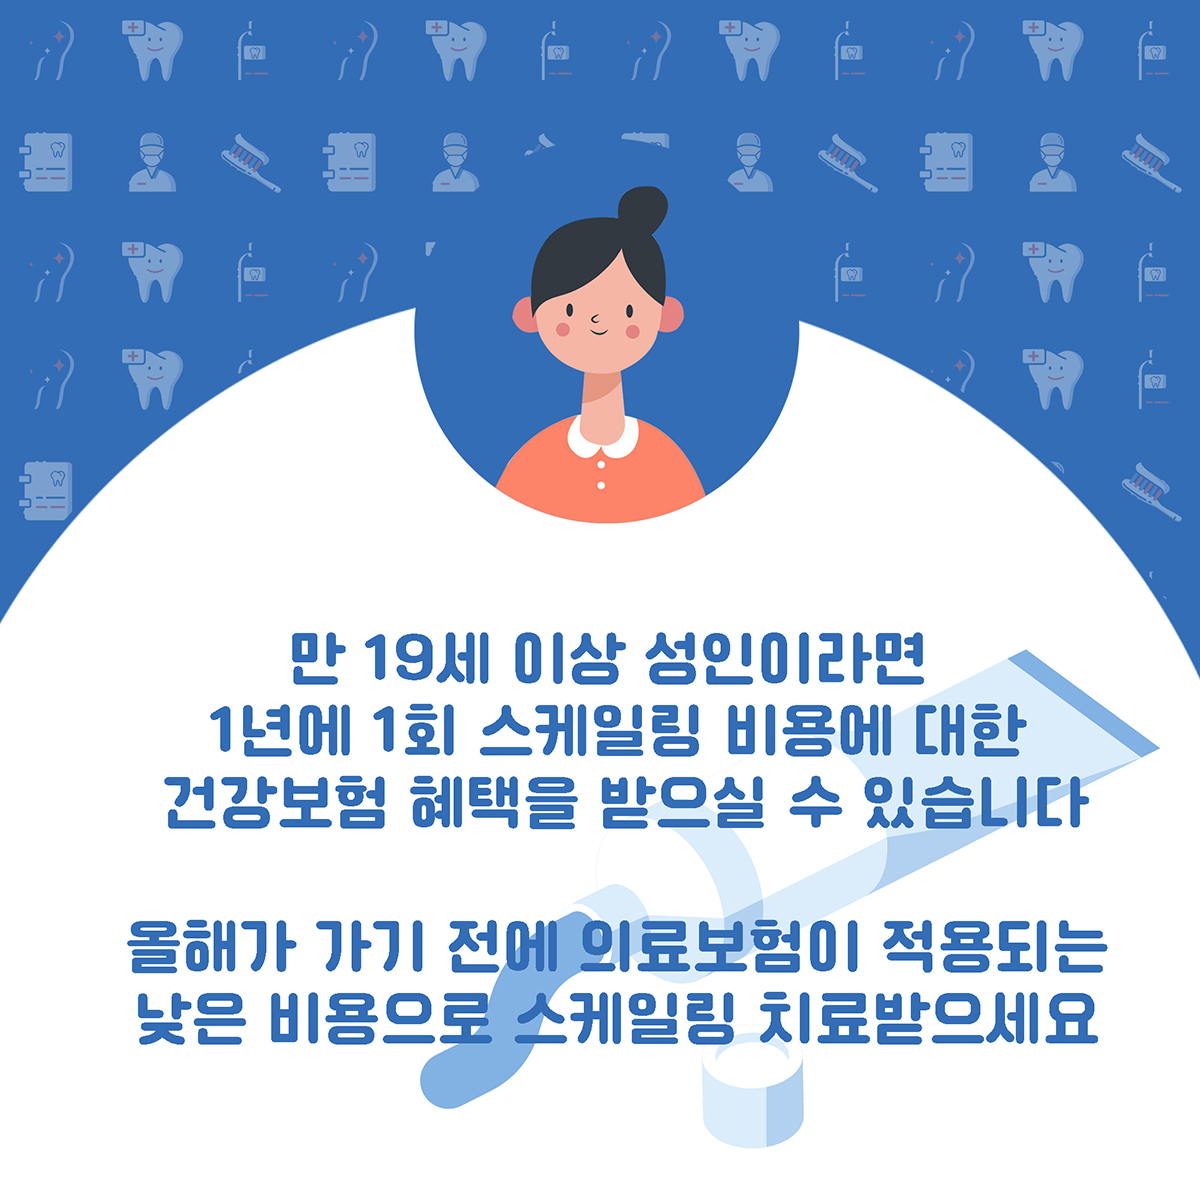 만 19세 이상 성인이라면
1년에 1회 스케일링 비용에 대한
건강보험 혜택을 받으실 수 있습니다
올해가 가기 전에 의료보험이 적용되는
낮은 비용으로 스케일링 치료받으세요